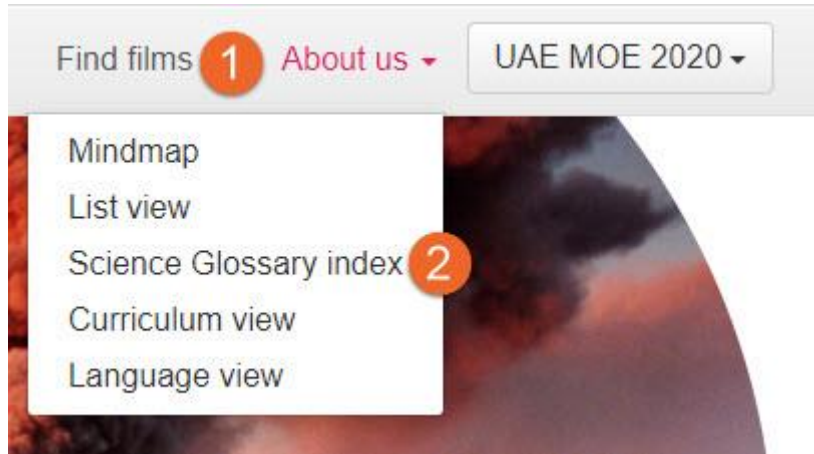 Find films 1 About us UAE MOE 2020
Mindmap
List view
Science Glossary index 2
Curriculum view
Language view